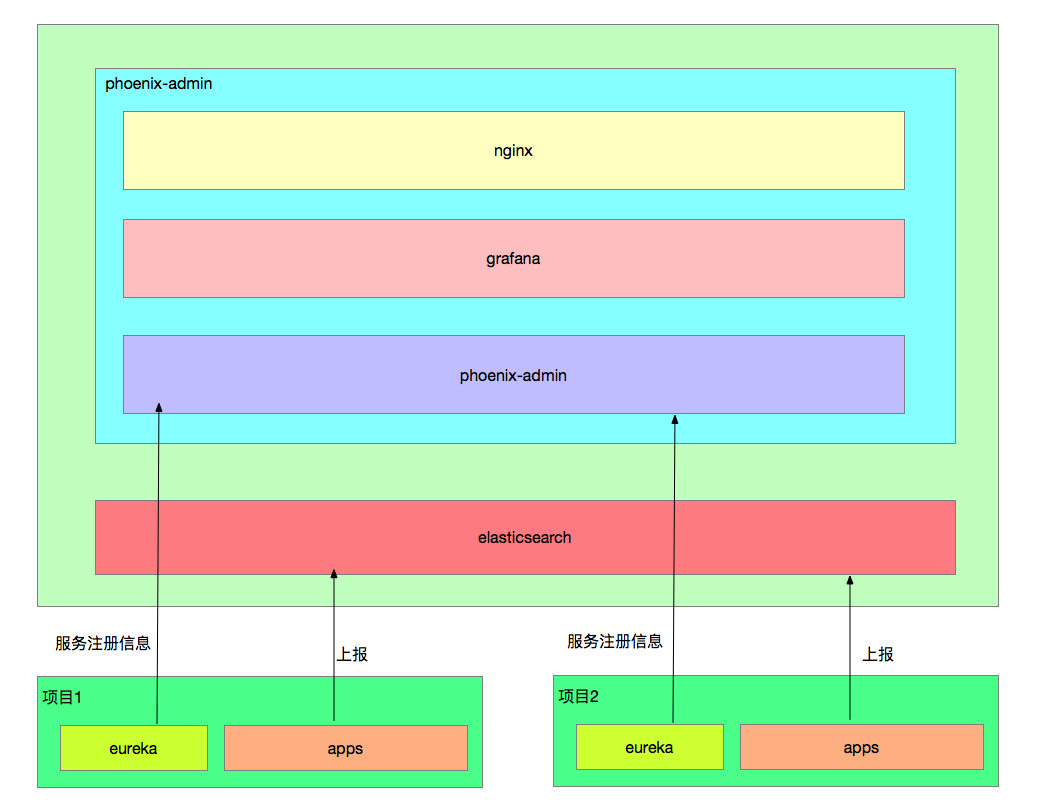 phoenix-admin
nginx
grafana
phoenix-admin
elasticsearch
服务注册信息
上报
服务注册信息
上报
项目1
eureka
apps
项目2
eureka
apps